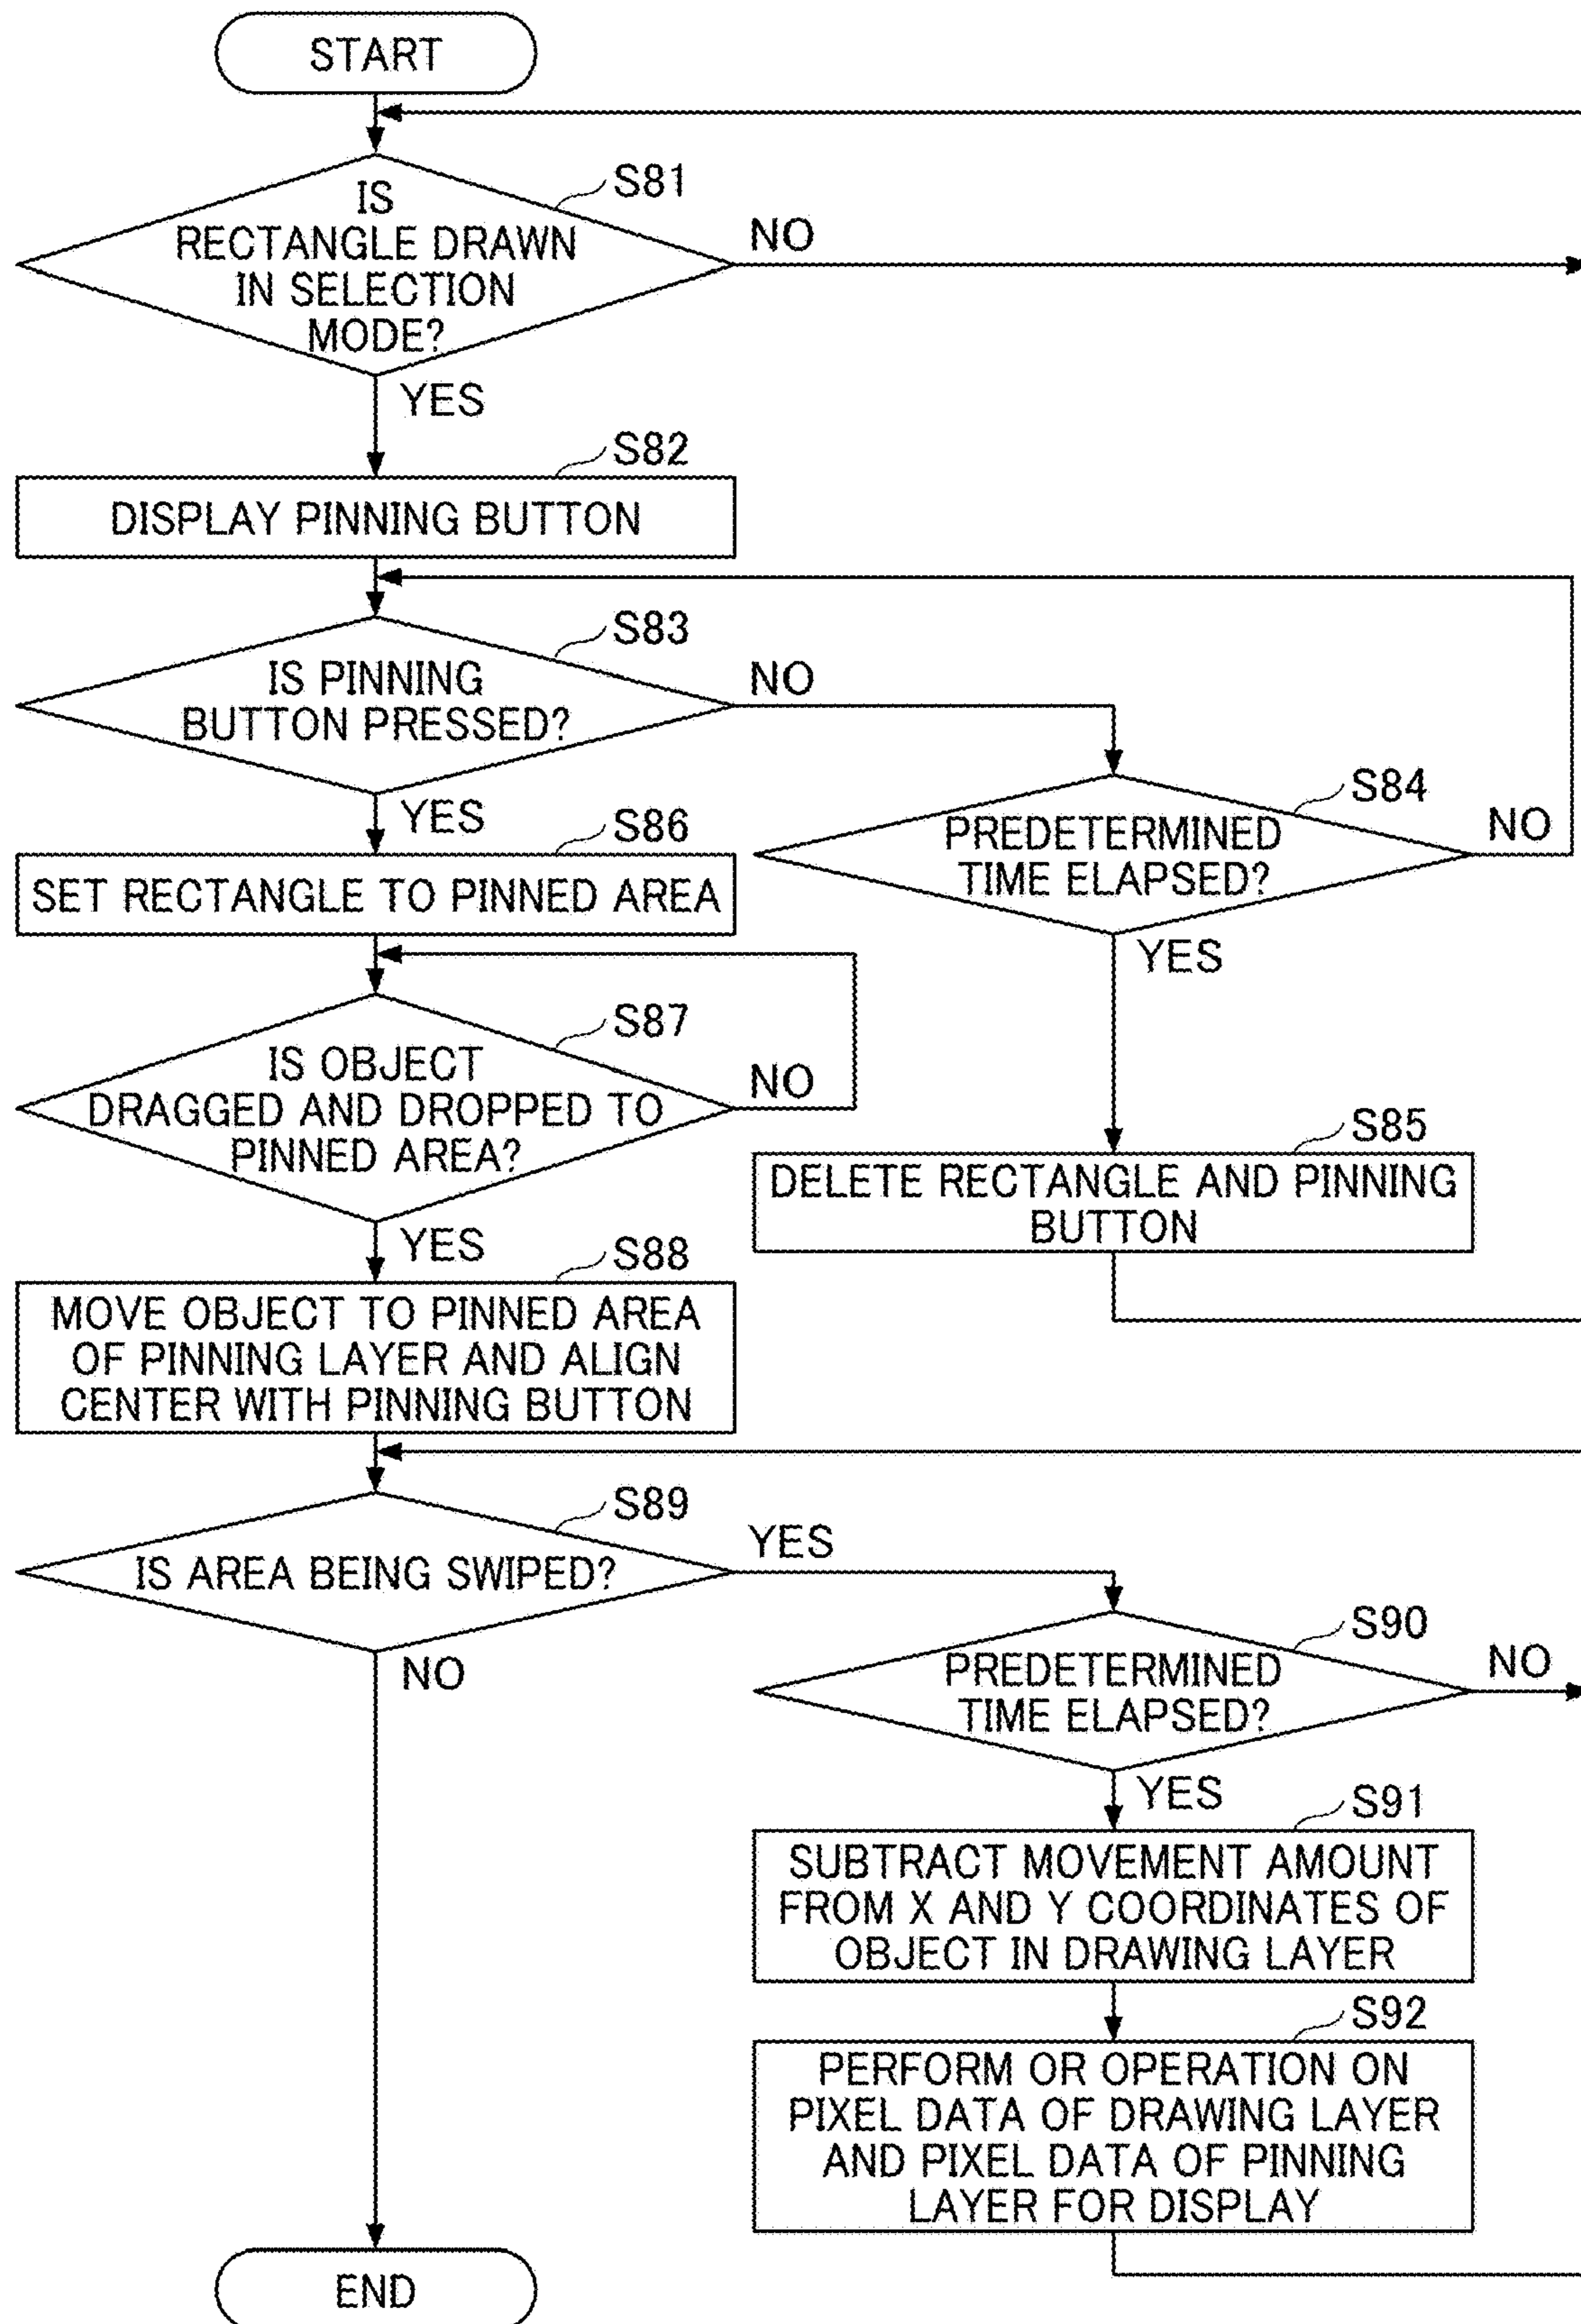 START
S81
IS
RECTANGLE DRAWN
IN SELECTION
MODE?
NO
YES
S82
DISPLAY PINNING BUTTON
S83
IS PINNING
BUTTON PRESSED?
NO
YES
S84
PREDETERMINED
TIME ELAPSED?
NO
YES
S86
SET RECTANGLE TO PINNED AREA
S87
IS OBJECT
DRAGGED AND DROPPED TO
PINNED AREA?
NO
YES
S85
DELETE RECTANGLE AND PINNING
BUTTON
S88
MOVE OBJECT TO PINNED AREA
OF PINNING LAYER AND ALIGN
CENTER WITH PINNING BUTTON
S89
IS AREA BEING SWIPED?
YES
NO
S90
PREDETERMINED
TIME ELAPSED?
NO
YES
S91
SUBTRACT MOVEMENT AMOUNT
FROM X AND Y COORDINATES OF
OBJECT IN DRAWING LAYER
S92
PERFORM OR OPERATION ON
PIXEL DATA OF DRAWING LAYER
AND PIXEL DATA OF PINNING
LAYER FOR DISPLAY
END